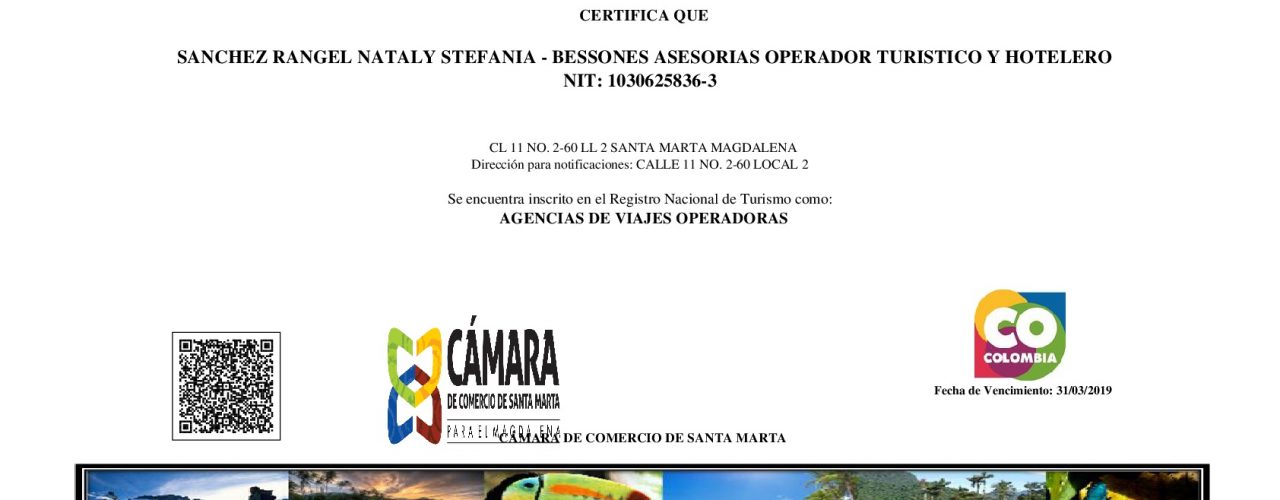 CERTIFICA QUE
SANCHEZ RANGEL NATALY STEFANIA - BESSONES ASESORIAS OPERADOR TURISTICO Y HOTELERO
NIT: 1030625836-3
CL 11 NO. 2-60 LL 2 SANTA MARTA MAGDALENA
Dirección para notificaciones: CALLE 11 NO. 2-60 LOCAL 2
Se encuentra inscrito en el Registro Nacional de Turismo como:
AGENCIAS DE VIAJES OPERADORAS
CO
COLOMBIA
Fecha de Vencimiento: 31/03/2019
CÁMARA
DE COMERCIO DE SANTA MARTA
PARA EL MAGDALENA
CÁMARA DE COMERCIO DE SANTA MARTA